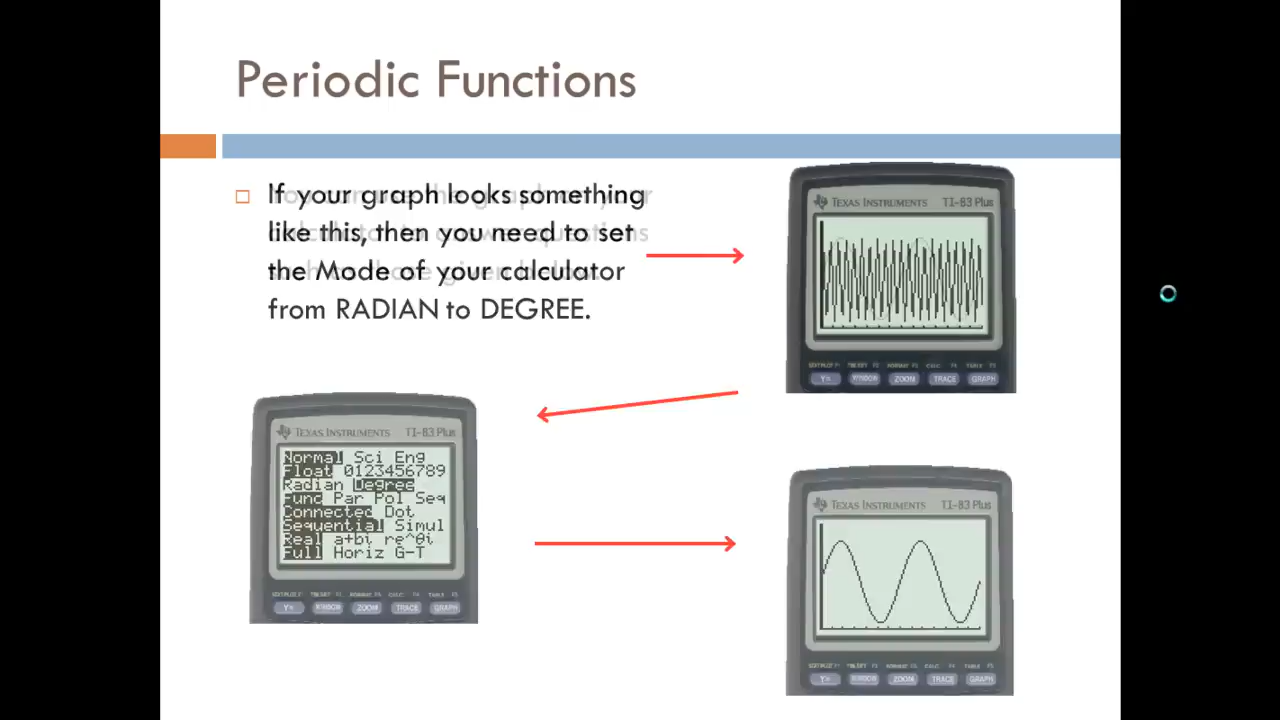 Periodic Functions
If your graph looks something
like this, then you need to set
the Mode of your calculator
from RADIAN to DEGREE.
TEXAS INSTRUMENTS TI-83 Plus
Y= WINDOW ZOOM TRACE GRAPH
TEXAS INSTRUMENTS TI-83 Plus
Normal Sci Eng
Float 0123456789
Radian Degree
Func Par Pol Seq
Connected Dot
Sequential Simul
Real a+bi re^θi
Full Horiz G-T
Y= WINDOW ZOOM TRACE GRAPH
TEXAS INSTRUMENTS TI-83 Plus
Y= WINDOW ZOOM TRACE GRAPH